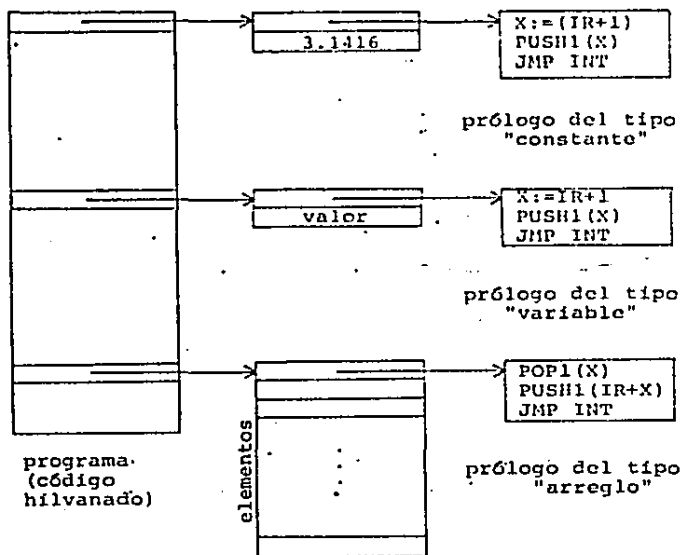 X:=(IR+1)
PUSH1(X)
JMP INT
3.1416
prólogo del tipo
"constante"
X:=IR+1
PUSH1(X)
JMP INT
valor
prólogo del tipo
"variable"
POP1(X)
PUSH1(IR+X)
JMP INT
elementos
programa
(código
hilvanado)
prólogo del tipo
"arreglo"